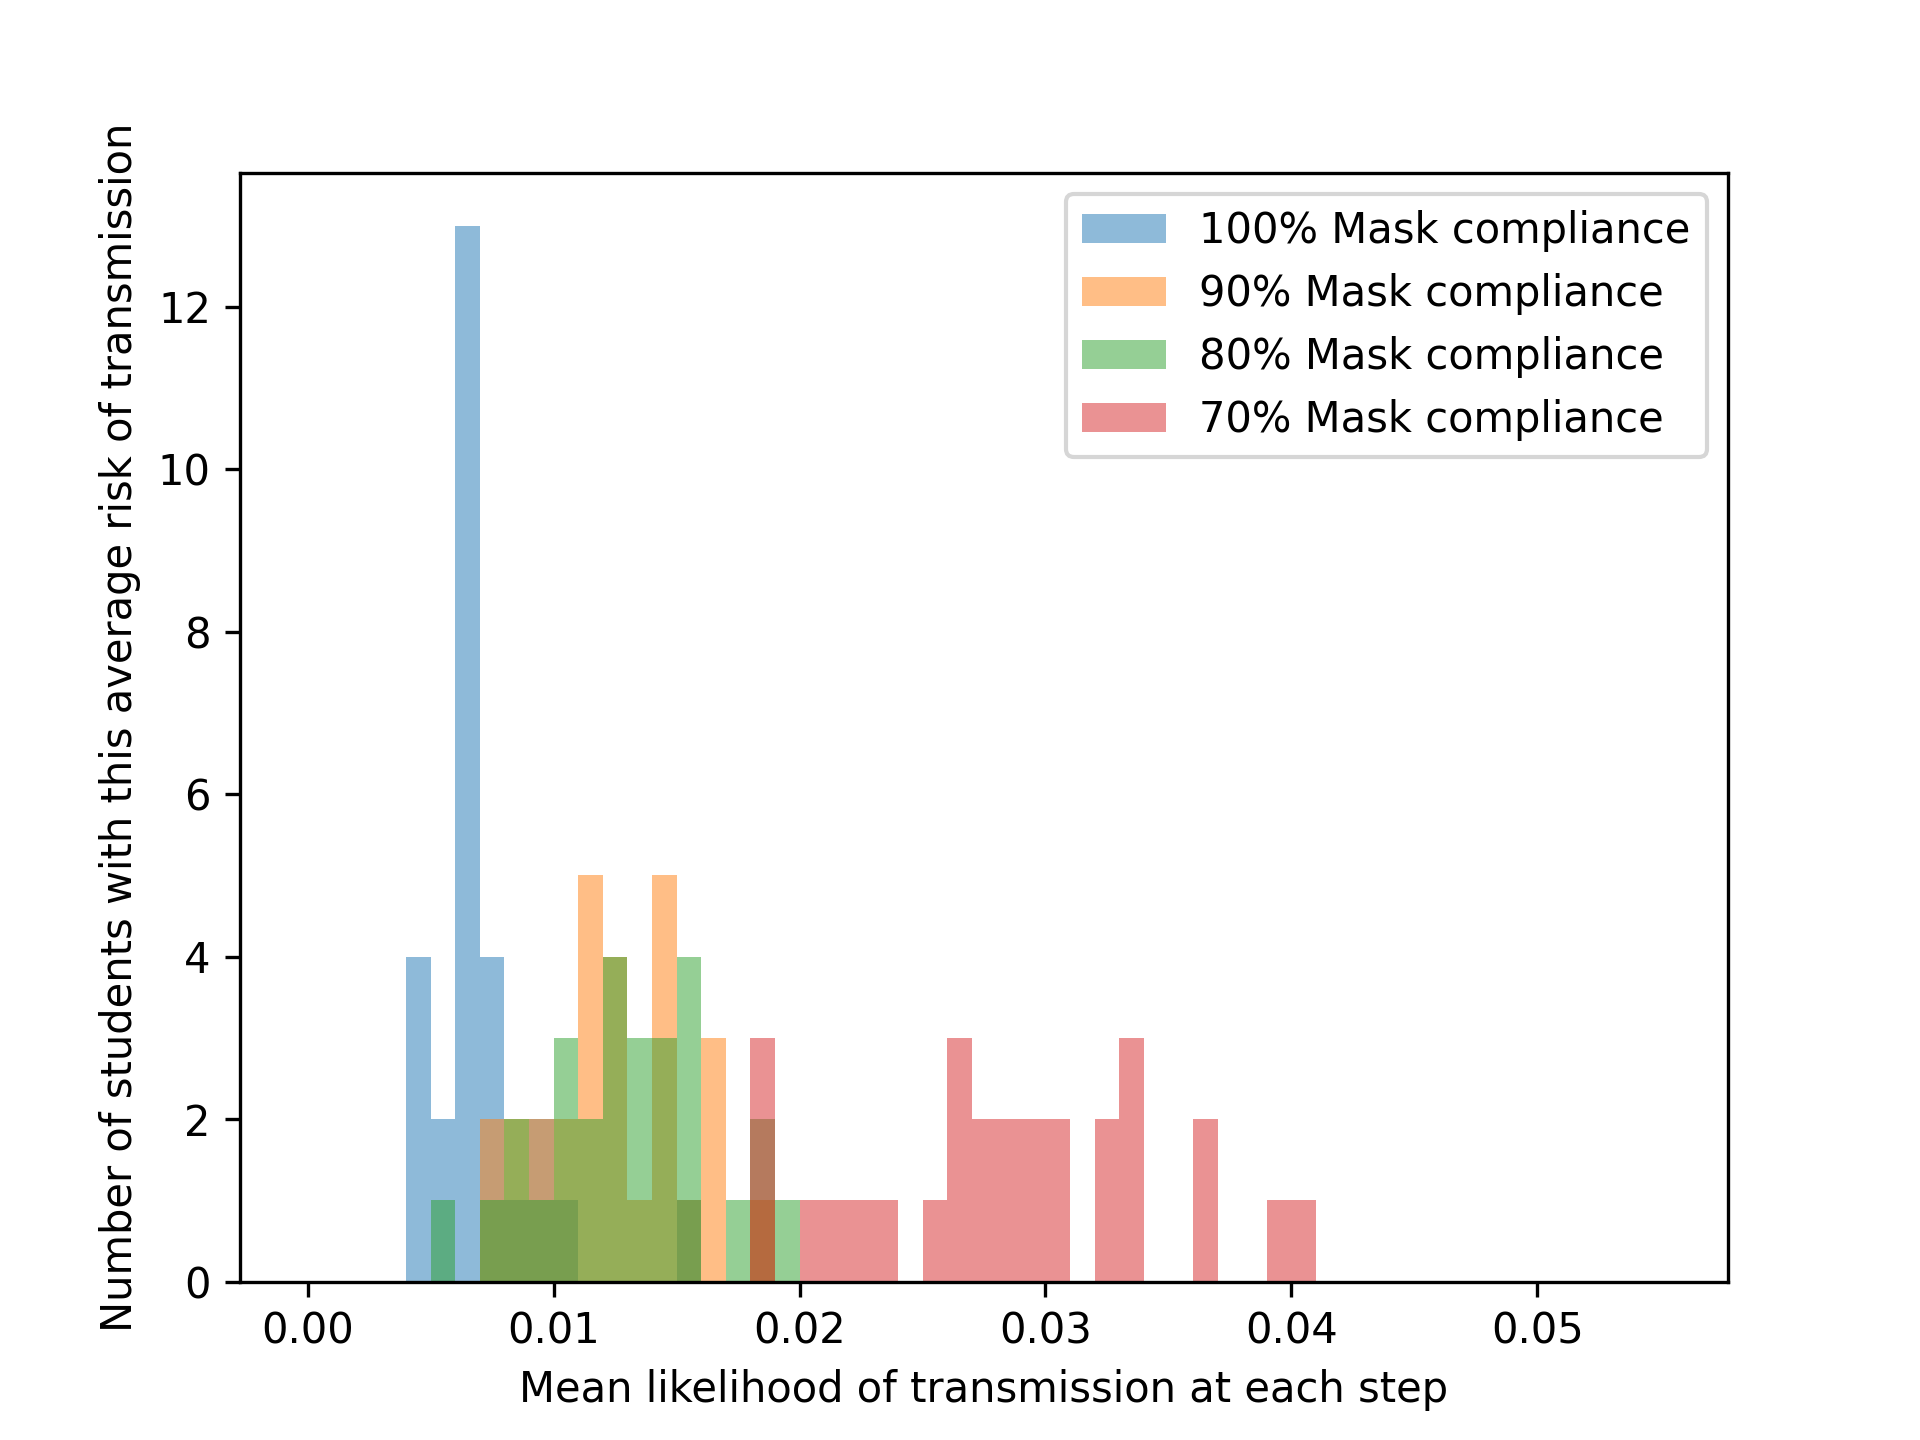 Number of students with this average risk of transmission
100% Mask compliance
90% Mask compliance
80% Mask compliance
70% Mask compliance
12
10
8
6
4
2
0
0.00 0.01 0.02 0.03 0.04 0.05
Mean likelihood of transmission at each step